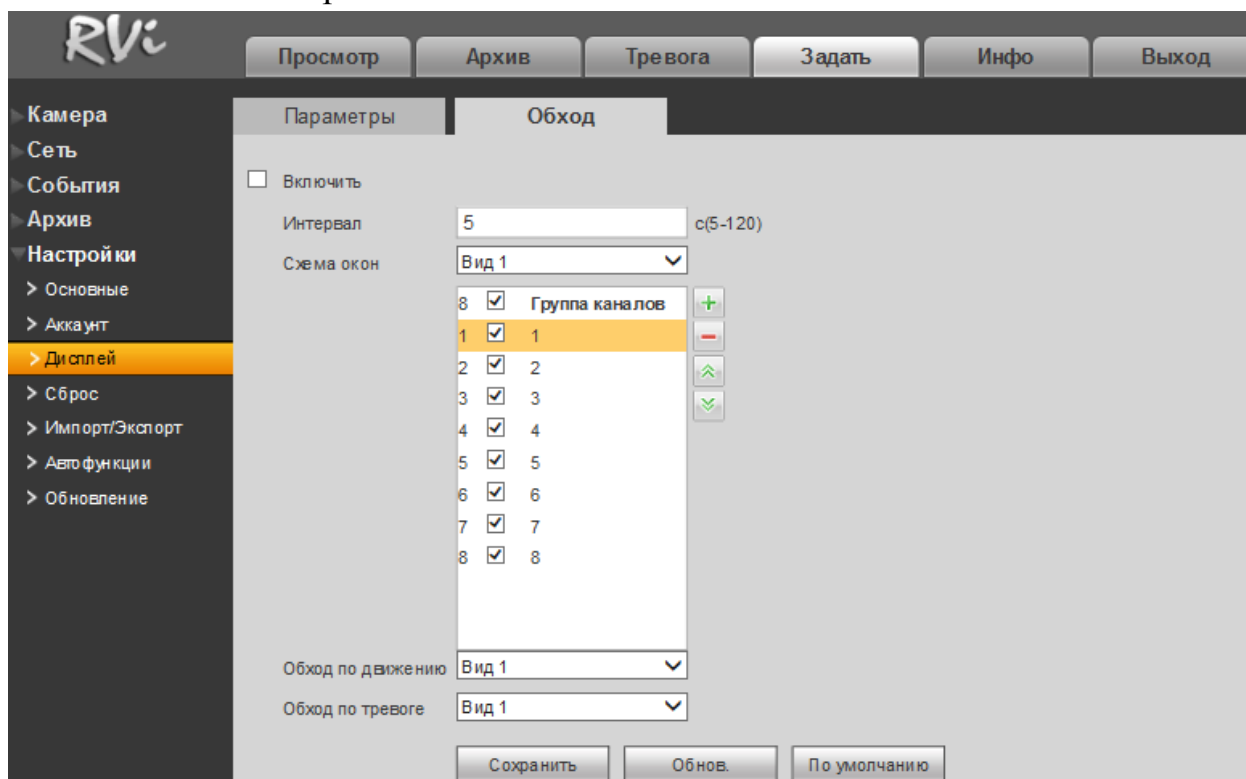 RVi
Просмотр Архив Тревога Задать Инфо Выход
Камера
Сеть
События
Архив
Настройки
> Основные
> Аккаунт
> Дисплей
> Сброс
> Импорт/Экспорт
> Автофункции
> Обновление
Параметры Обход
Включить
Интервал 5 с(5-120)
Схема окон Вид 1
8 Группа каналов
1 1
2 2
3 3
4 4
5 5
6 6
7 7
8 8
Обход по движению Вид 1
Обход по тревоге Вид 1
Сохранить Обнов. По умолчанию